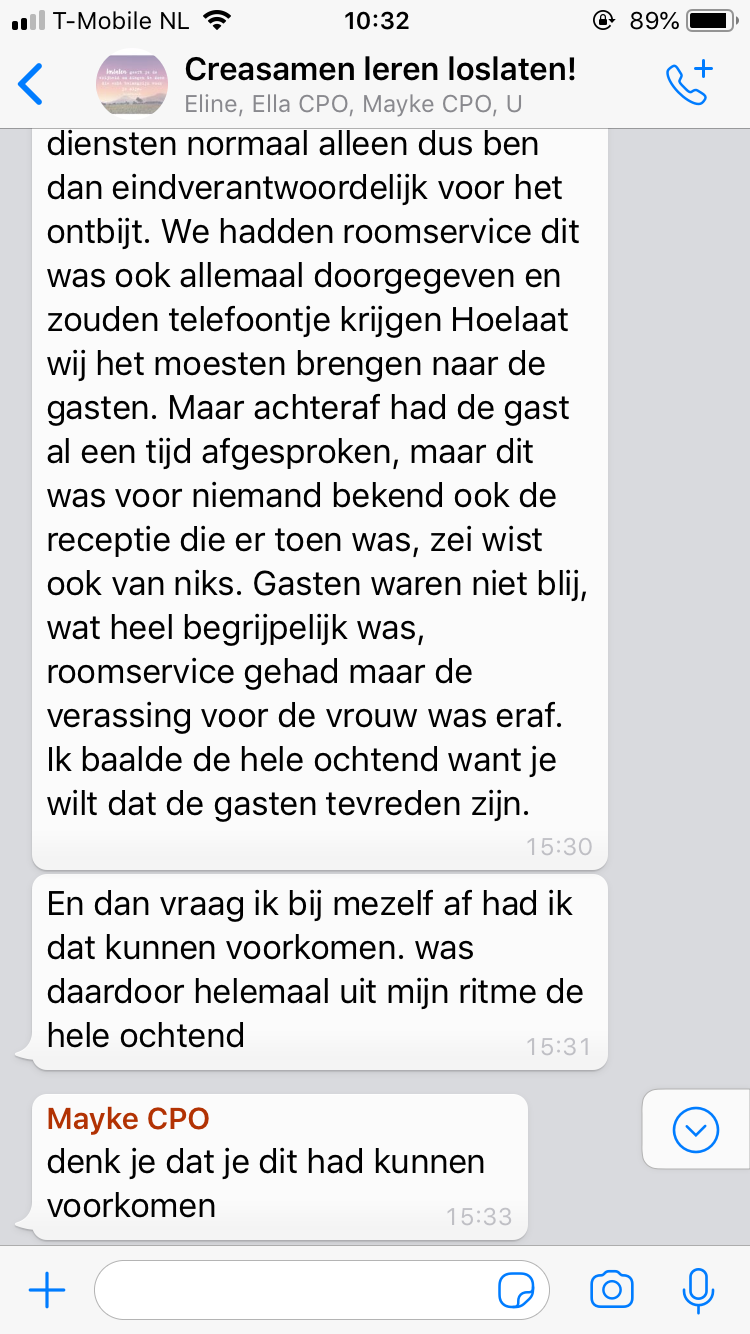 T-Mobile NL
10:32
89%
Creasamen leren loslaten!
Eline, Ella CPO, Mayke CPO, U
diensten normaal alleen dus ben
dan eindverantwoordelijk voor het
ontbijt. We hadden roomservice dit
was ook allemaal doorgegeven en
zouden telefoontje krijgen Hoelaat
wij het moesten brengen naar de
gasten. Maar achteraf had de gast
al een tijd afgesproken, maar dit
was voor niemand bekend ook de
receptie die er toen was, zei wist
ook van niks. Gasten waren niet blij,
wat heel begrijpelijk was,
roomservice gehad maar de
verassing voor de vrouw was eraf.
Ik baalde de hele ochtend want je
wilt dat de gasten tevreden zijn.
15:30
En dan vraag ik bij mezelf af had ik
dat kunnen voorkomen. was
daardoor helemaal uit mijn ritme de
hele ochtend
15:31
Mayke CPO
denk je dat je dit had kunnen
voorkomen
15:33